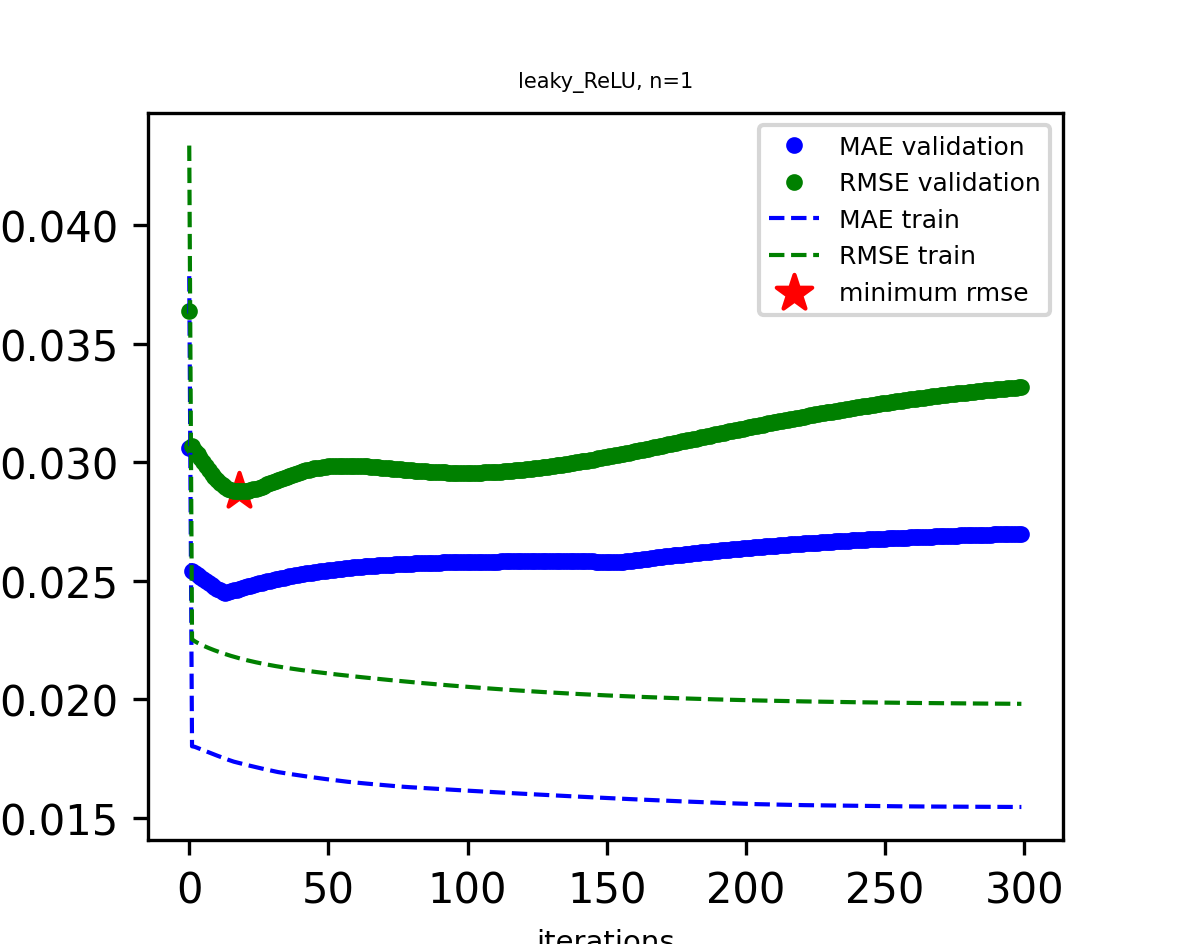 leaky_ReLU, n=1
MAE validation
RMSE validation
MAE train
RMSE train
minimum rmse
0.040
0.035
0.030
0.025
0.020
0.015
0 50 100 150 200 250 300
iterations